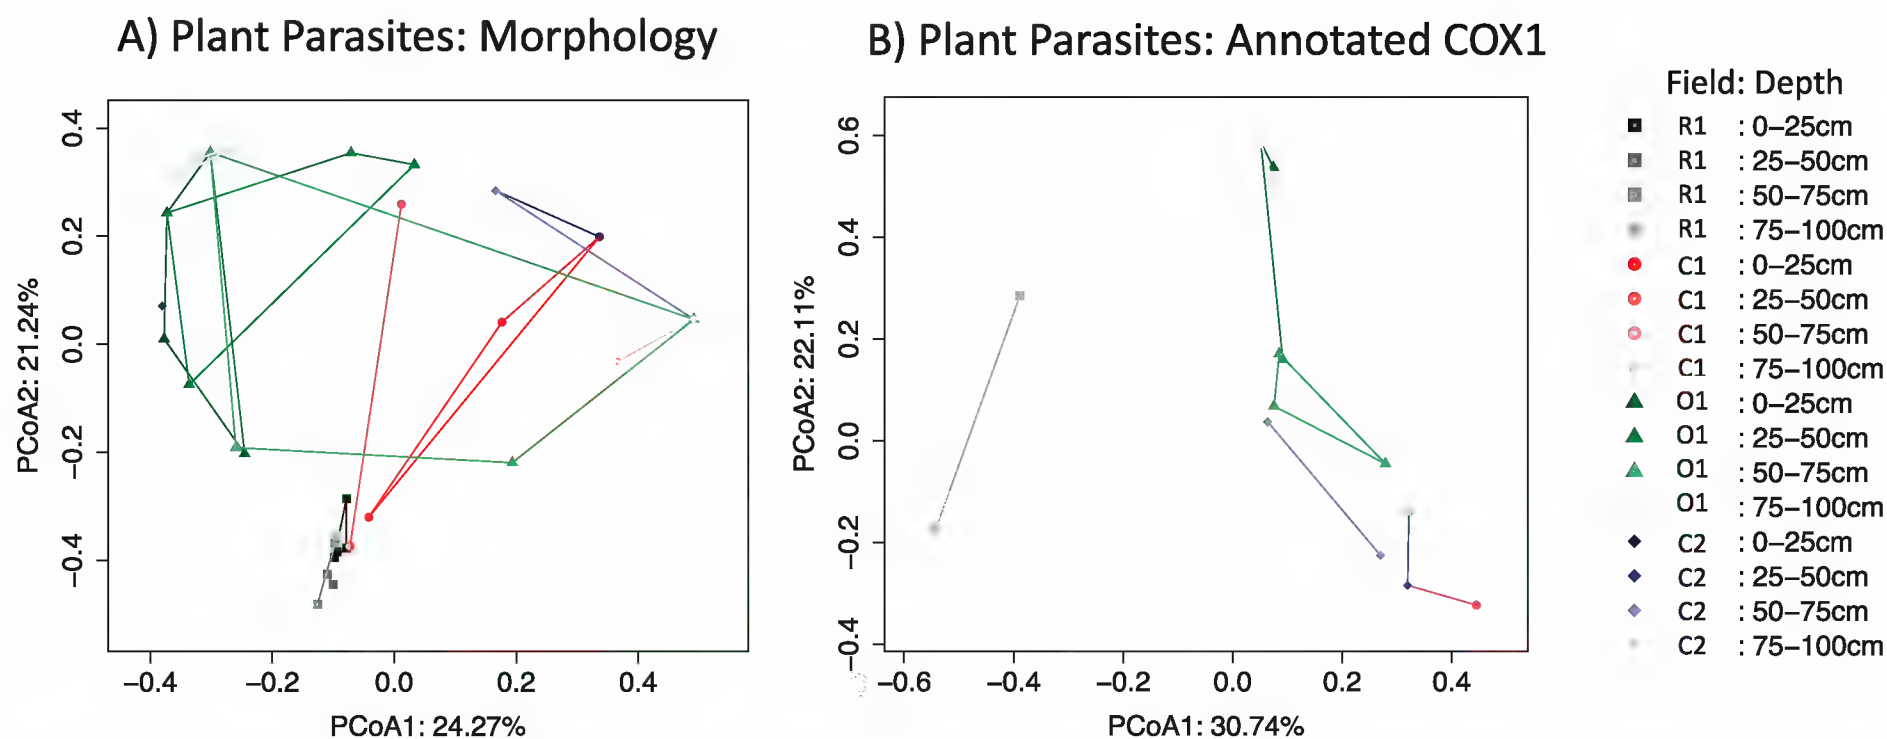 A) Plant Parasites: Morphology
B) Plant Parasites: Annotated COX1
PCoA2: 21.24%
0.4
0.2
0.0
−0.2
−0.4
−0.4 −0.2 0.0 0.2 0.4
PCoA1: 24.27%
PCoA2: 22.11%
0.6
0.4
0.2
0.0
−0.2
−0.4
−0.6 −0.4 −0.2 0.0 0.2 0.4
PCoA1: 30.74%
Field: Depth
R1 : 0−25cm
R1 : 25−50cm
R1 : 50−75cm
R1 : 75−100cm
C1 : 0−25cm
C1 : 25−50cm
C1 : 50−75cm
C1 : 75−100cm
O1 : 0−25cm
O1 : 25−50cm
O1 : 50−75cm
O1 : 75−100cm
C2 : 0−25cm
C2 : 25−50cm
C2 : 50−75cm
C2 : 75−100cm